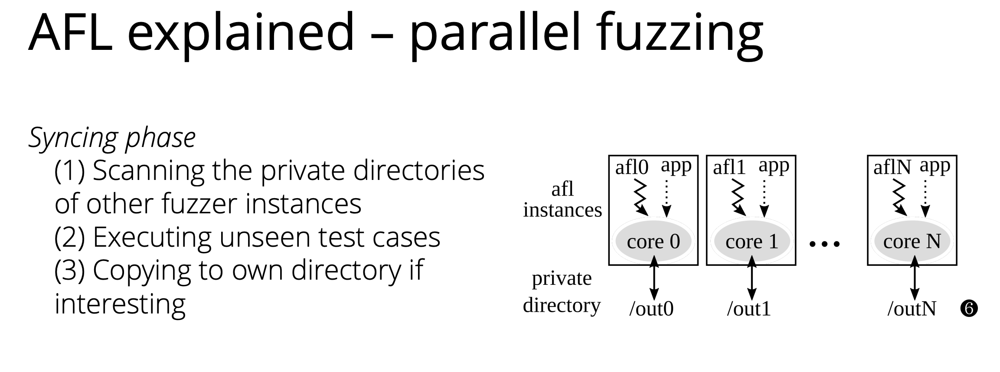 AFL explained – parallel fuzzing
Syncing phase
(1) Scanning the private directories
of other fuzzer instances
(2) Executing unseen test cases
(3) Copying to own directory if
interesting
afl
instances
afl0 app
core 0
afl1 app
core 1
...
aflN app
core N
private
directory
/out0
/out1
/outN
❻